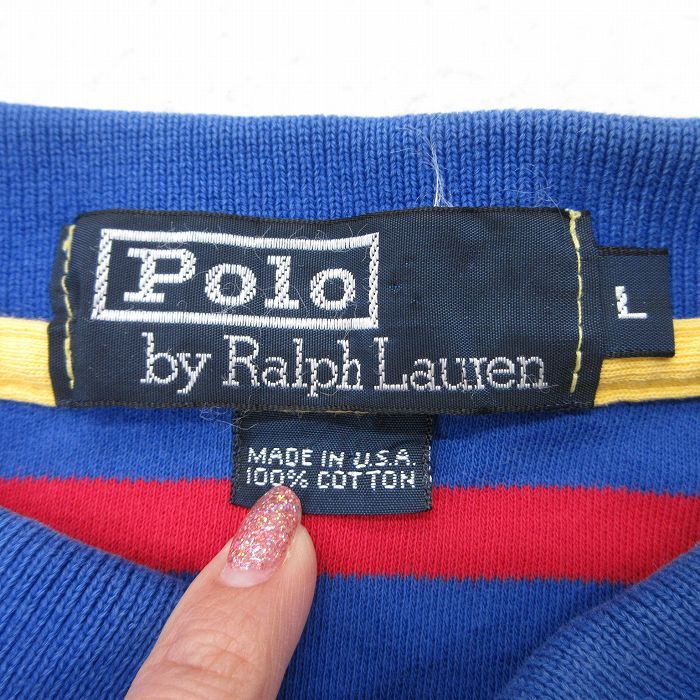 Polo
by Ralph Lauren
L
MADE IN U.S.A.
100% COTTON